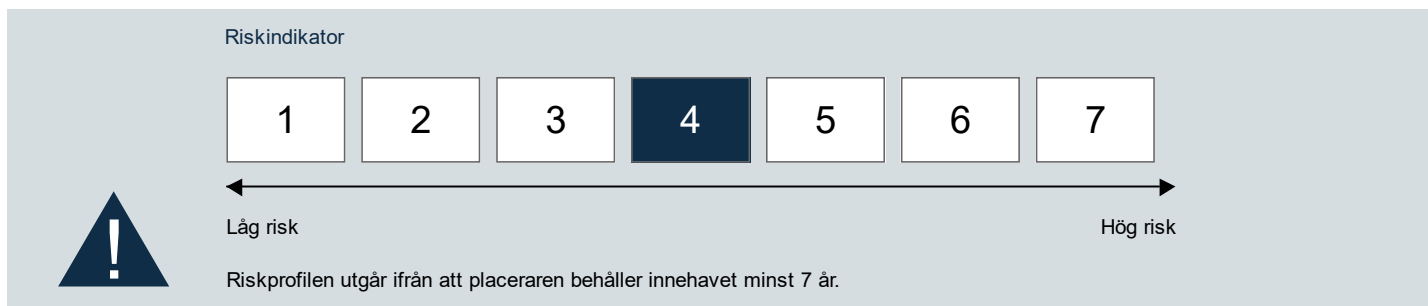 Riskindikator
1 2 3 4 5 6 7
Låg risk Hög risk
!
Riskprofilen utgår ifrån att placeraren behåller innehavet minst 7 år.